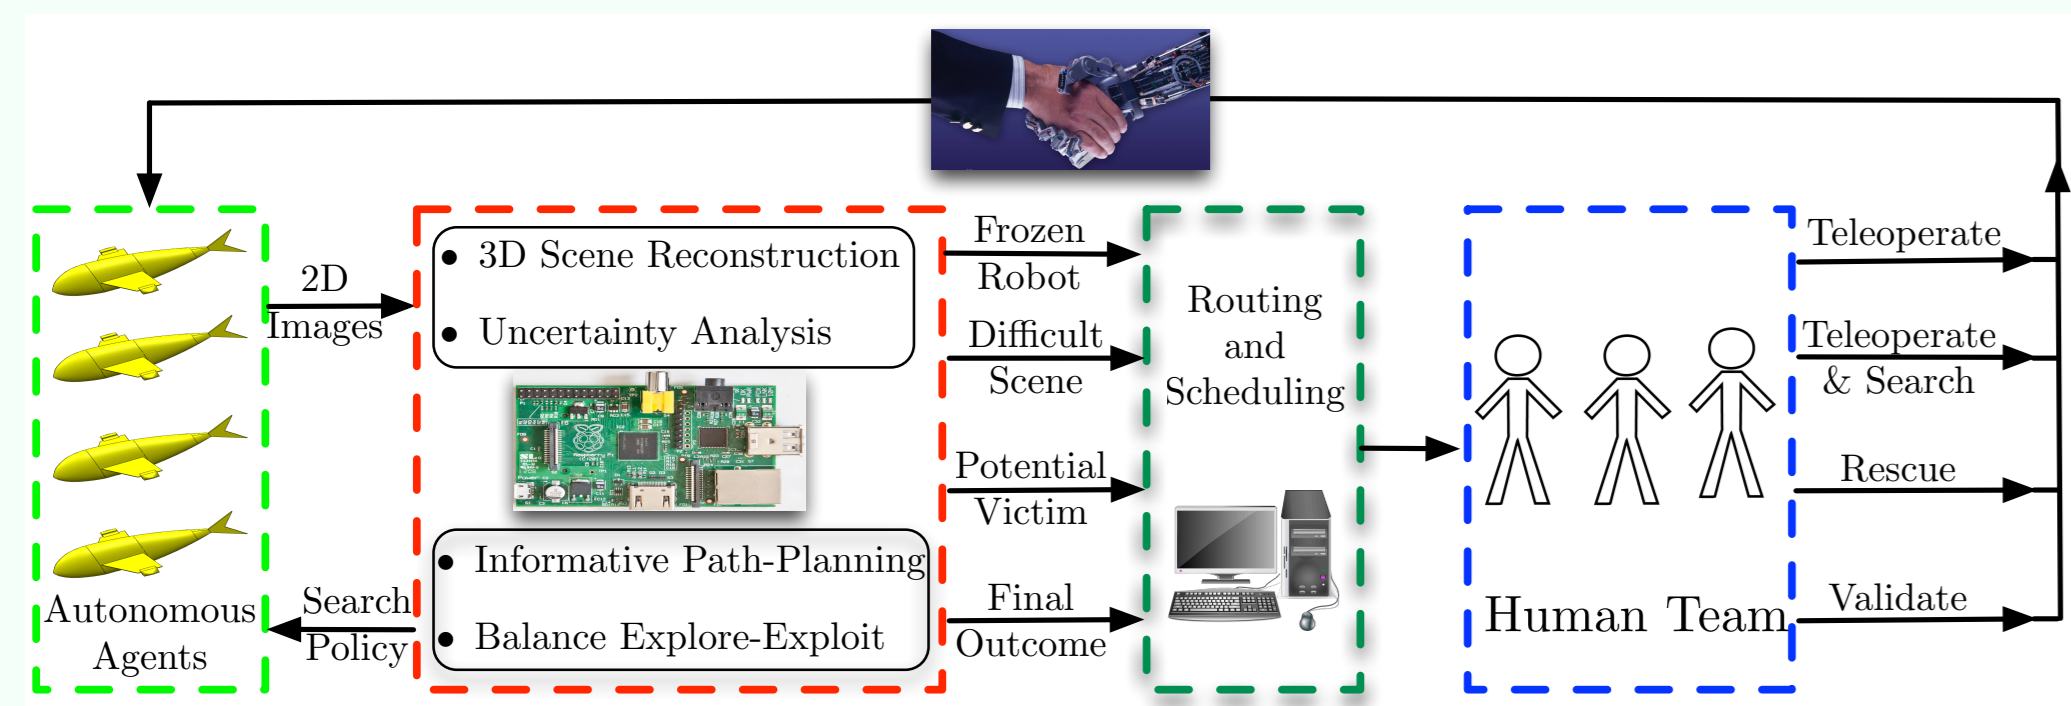 2D
Images
Search
Policy
Autonomous
Agents
• 3D Scene Reconstruction
• Uncertainty Analysis
• Informative Path-Planning
• Balance Explore-Exploit
Frozen
Robot
Difficult
Scene
Potential
Victim
Final
Outcome
Routing
and
Scheduling
Human Team
Teleoperate
Teleoperate
& Search
Rescue
Validate